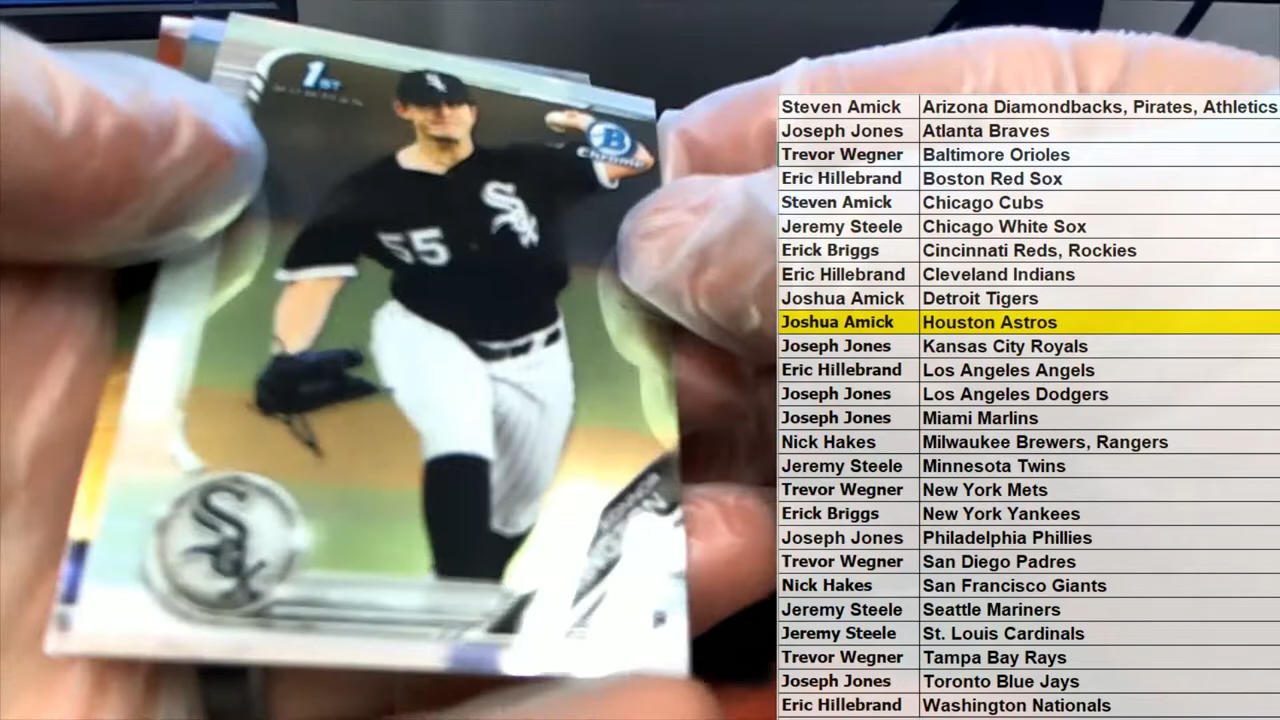 1ST
BOWMAN
B
Chrome
Sox
55
Sox
Steven Amick Arizona Diamondbacks, Pirates, Athletics
Joseph Jones Atlanta Braves
Trevor Wegner Baltimore Orioles
Eric Hillebrand Boston Red Sox
Steven Amick Chicago Cubs
Jeremy Steele Chicago White Sox
Erick Briggs Cincinnati Reds, Rockies
Eric Hillebrand Cleveland Indians
Joshua Amick Detroit Tigers
Joshua Amick Houston Astros
Joseph Jones Kansas City Royals
Eric Hillebrand Los Angeles Angels
Joseph Jones Los Angeles Dodgers
Joseph Jones Miami Marlins
Nick Hakes Milwaukee Brewers, Rangers
Jeremy Steele Minnesota Twins
Trevor Wegner New York Mets
Erick Briggs New York Yankees
Joseph Jones Philadelphia Phillies
Trevor Wegner San Diego Padres
Nick Hakes San Francisco Giants
Jeremy Steele Seattle Mariners
Jeremy Steele St. Louis Cardinals
Trevor Wegner Tampa Bay Rays
Joseph Jones Toronto Blue Jays
Eric Hillebrand Washington Nationals